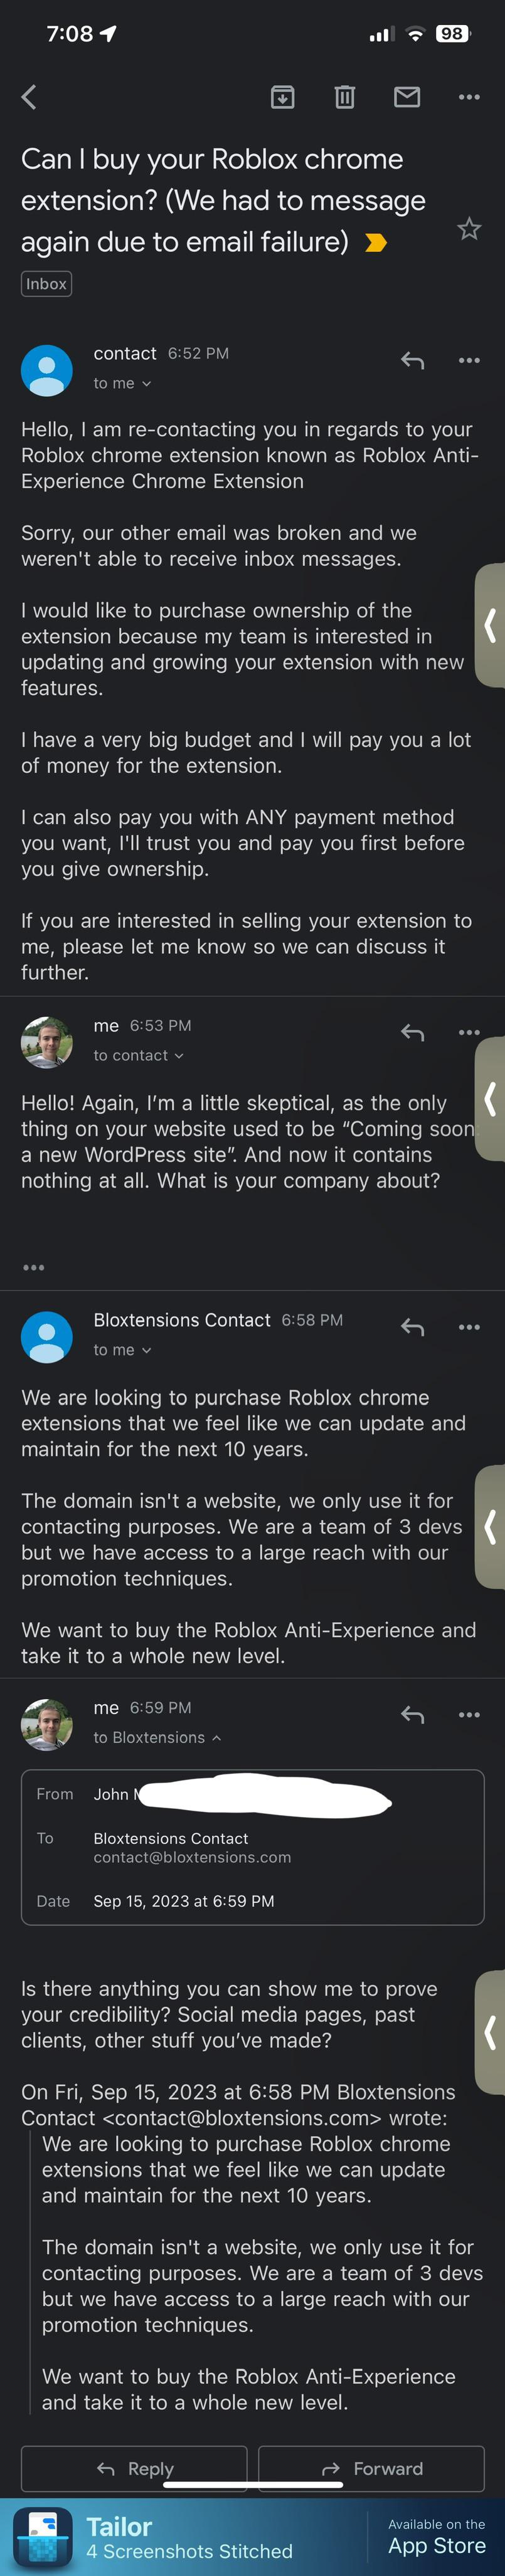 7:08
98
Can I buy your Roblox chrome
extension? (We had to message
again due to email failure)
Inbox
contact 6:52 PM
to me
Hello, I am re-contacting you in regards to your
Roblox chrome extension known as Roblox Anti-
Experience Chrome Extension
Sorry, our other email was broken and we
weren't able to receive inbox messages.
I would like to purchase ownership of the
extension because my team is interested in
updating and growing your extension with new
features.
I have a very big budget and I will pay you a lot
of money for the extension.
I can also pay you with ANY payment method
you want, I'll trust you and pay you first before
you give ownership.
If you are interested in selling your extension to
me, please let me know so we can discuss it
further.
me 6:53 PM
to contact
Hello! Again, I’m a little skeptical, as the only
thing on your website used to be “Coming soon:
a new WordPress site”. And now it contains
nothing at all. What is your company about?
Bloxtensions Contact 6:58 PM
to me
We are looking to purchase Roblox chrome
extensions that we feel like we can update and
maintain for the next 10 years.
The domain isn't a website, we only use it for
contacting purposes. We are a team of 3 devs
but we have access to a large reach with our
promotion techniques.
We want to buy the Roblox Anti-Experience and
take it to a whole new level.
me 6:59 PM
to Bloxtensions
From John
To Bloxtensions Contact
contact@bloxtensions.com
Date Sep 15, 2023 at 6:59 PM
Is there anything you can show me to prove
your credibility? Social media pages, past
clients, other stuff you’ve made?
On Fri, Sep 15, 2023 at 6:58 PM Bloxtensions
Contact <contact@bloxtensions.com> wrote:
We are looking to purchase Roblox chrome
extensions that we feel like we can update
and maintain for the next 10 years.
The domain isn't a website, we only use it for
contacting purposes. We are a team of 3 devs
but we have access to a large reach with our
promotion techniques.
We want to buy the Roblox Anti-Experience
and take it to a whole new level.
Reply
Forward
Tailor
4 Screenshots Stitched
Available on the
App Store